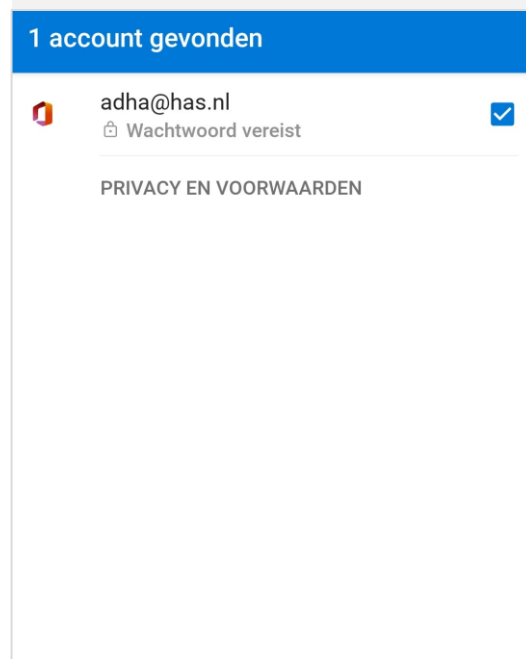 1 account gevonden
adha@has.nl
Wachtwoord vereist
PRIVACY EN VOORWAARDEN